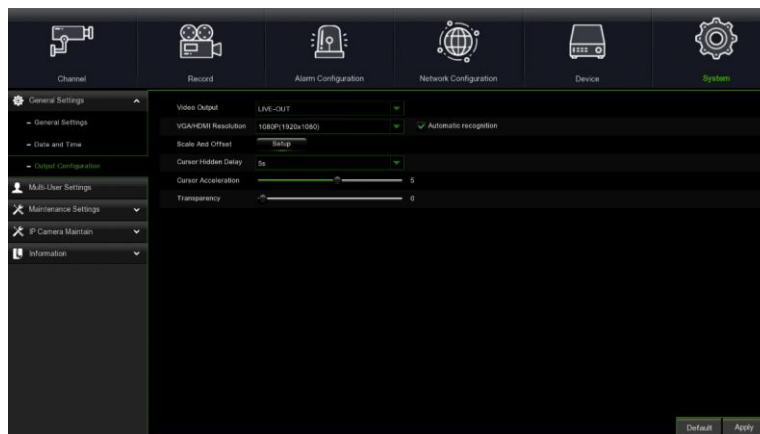 Channel
Record
Alarm Configuration
Network Configuration
Device
System
General Settings
General Settings
Date and Time
Output Configuration
Multi-User Settings
Maintenance Settings
IP Camera Maintain
Information
Video Output LIVE-OUT
VGA/HDMI Resolution 1080P(1920x1080) Automatic recognition
Scale And Offset Setup
Cursor Hidden Delay 5s
Cursor Acceleration 5
Transparency 0
Default Apply